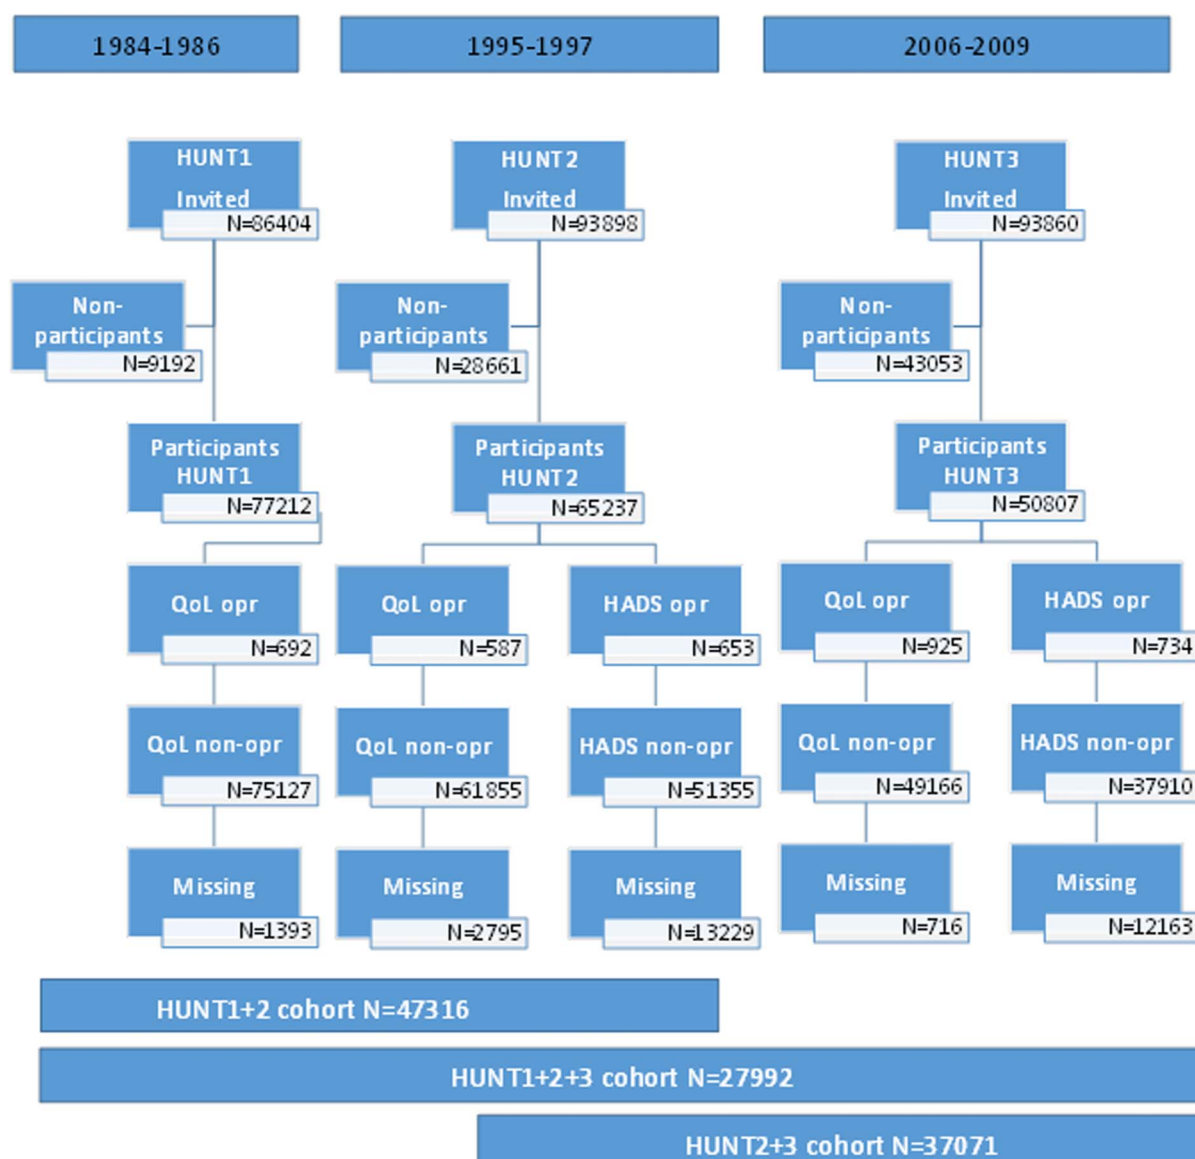 1984-1986
1995-1997
2006-2009
HUNT1
Invited
N=86404
HUNT2
Invited
N=93898
HUNT3
Invited
N=93860
Non-
participants
N=9192
Non-
participants
N=28661
Non-
participants
N=43053
Participants
HUNT1
N=77212
Participants
HUNT2
N=65237
Participants
HUNT3
N=50807
QoL opr
N=692
QoL opr
N=587
HADS opr
N=653
QoL opr
N=925
HADS opr
N=734
QoL non-opr
N=75127
QoL non-opr
N=61855
HADS non-opr
N=51355
QoL non-opr
N=49166
HADS non-opr
N=37910
Missing
N=1393
Missing
N=2795
Missing
N=13229
Missing
N=716
Missing
N=12163
HUNT1+2 cohort N=47316
HUNT1+2+3 cohort N=27992
HUNT2+3 cohort N=37071